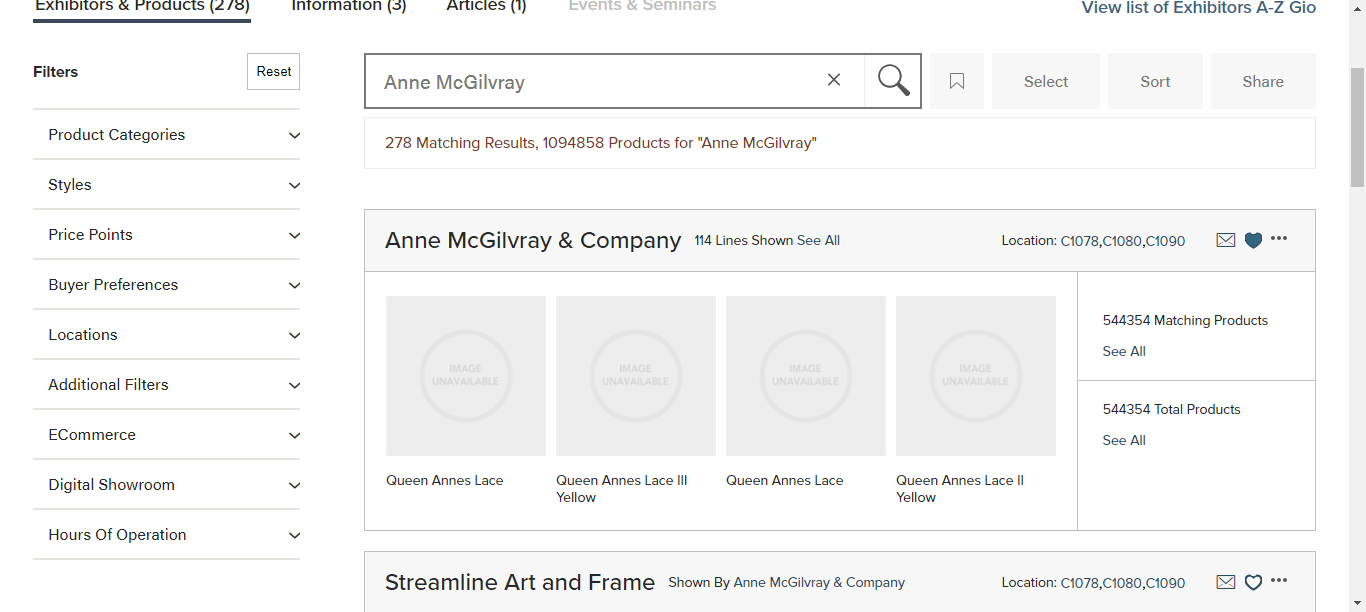 Exhibitors & Products (278)
Information (3)
Articles (1)
Events & Seminars
View list of Exhibitors A-Z Gio
Filters
Reset
Anne McGilvray
Select
Sort
Share
278 Matching Results, 1094858 Products for "Anne McGilvray"
Product Categories
Styles
Price Points
Buyer Preferences
Locations
Additional Filters
ECommerce
Digital Showroom
Hours Of Operation
Anne McGilvray & Company 114 Lines Shown See All
Location: C1078,C1080,C1090
IMAGE
UNAVAILABLE
IMAGE
UNAVAILABLE
IMAGE
UNAVAILABLE
IMAGE
UNAVAILABLE
Queen Annes Lace
Queen Annes Lace III
Yellow
Queen Annes Lace
Queen Annes Lace II
Yellow
544354 Matching Products
See All
544354 Total Products
See All
Streamline Art and Frame Shown By Anne McGilvray & Company
Location: C1078,C1080,C1090